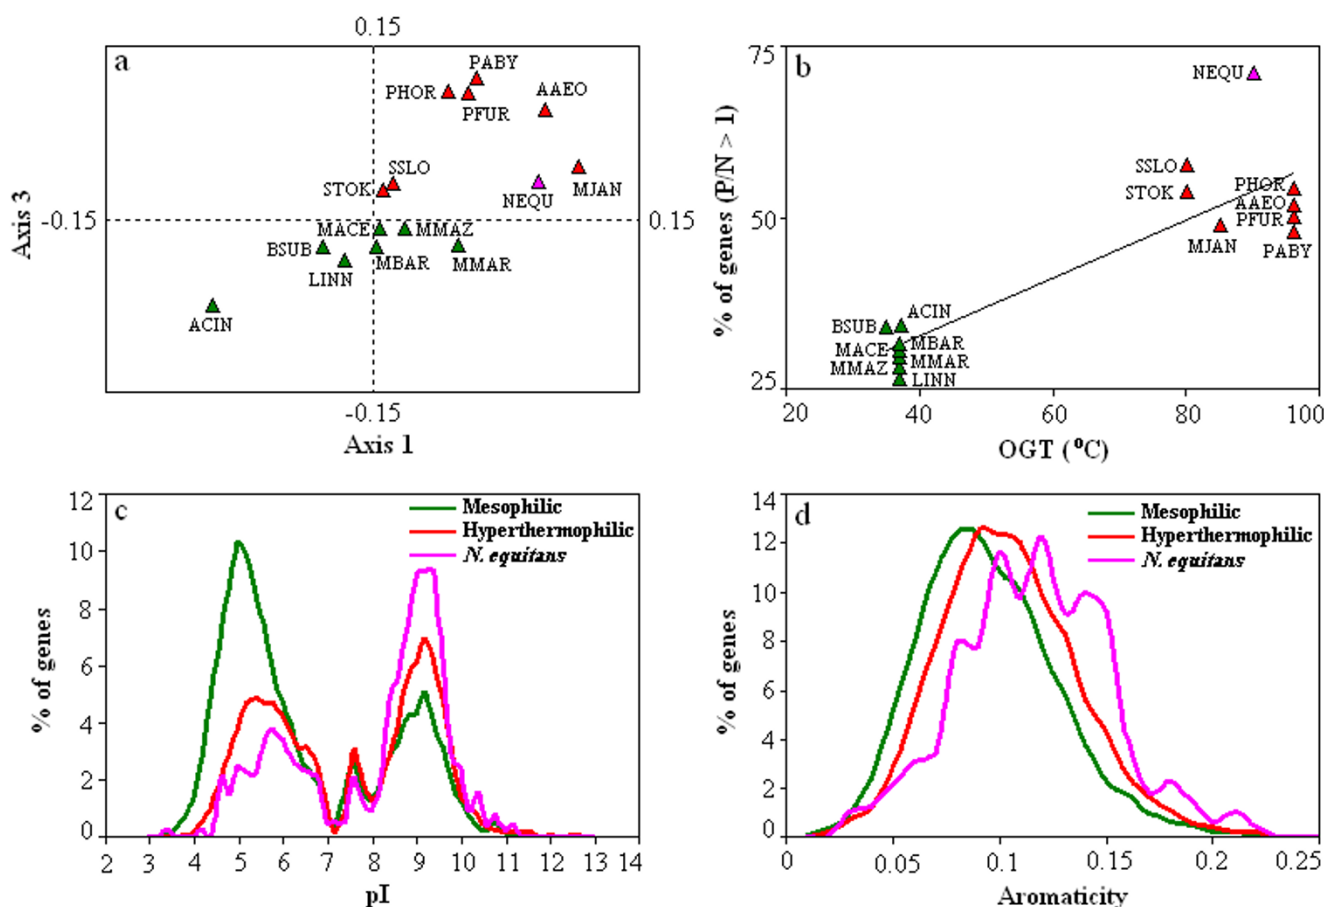 0.15
a
PABY
PHOR
PFUR
AAEO
SSLO
STOK
NEQU
MJAN
Axis 3
-0.15
0.15
MACE
MMAZ
BSUB
MBAR
MMAR
LINN
ACIN
-0.15
Axis 1
75
b
NEQU
SSLO
STOK
PHOR
AAEO
PFUR
MJAN
PABY
% of genes (P/N > 1)
50
ACIN
BSUB
MBAR
MACE
MMAR
MMAZ
LINN
25
20 40 60 80 100
OGT (°C)
12
c
Mesophilic
Hyperthermophilic
N. equitans
10
8
6
4
2
0
% of genes
2 3 4 5 6 7 8 9 10 11 12 13 14
pI
14
d
Mesophilic
Hyperthermophilic
N. equitans
12
10
8
6
4
2
0
% of genes
0 0.05 0.1 0.15 0.2 0.25
Aromaticity